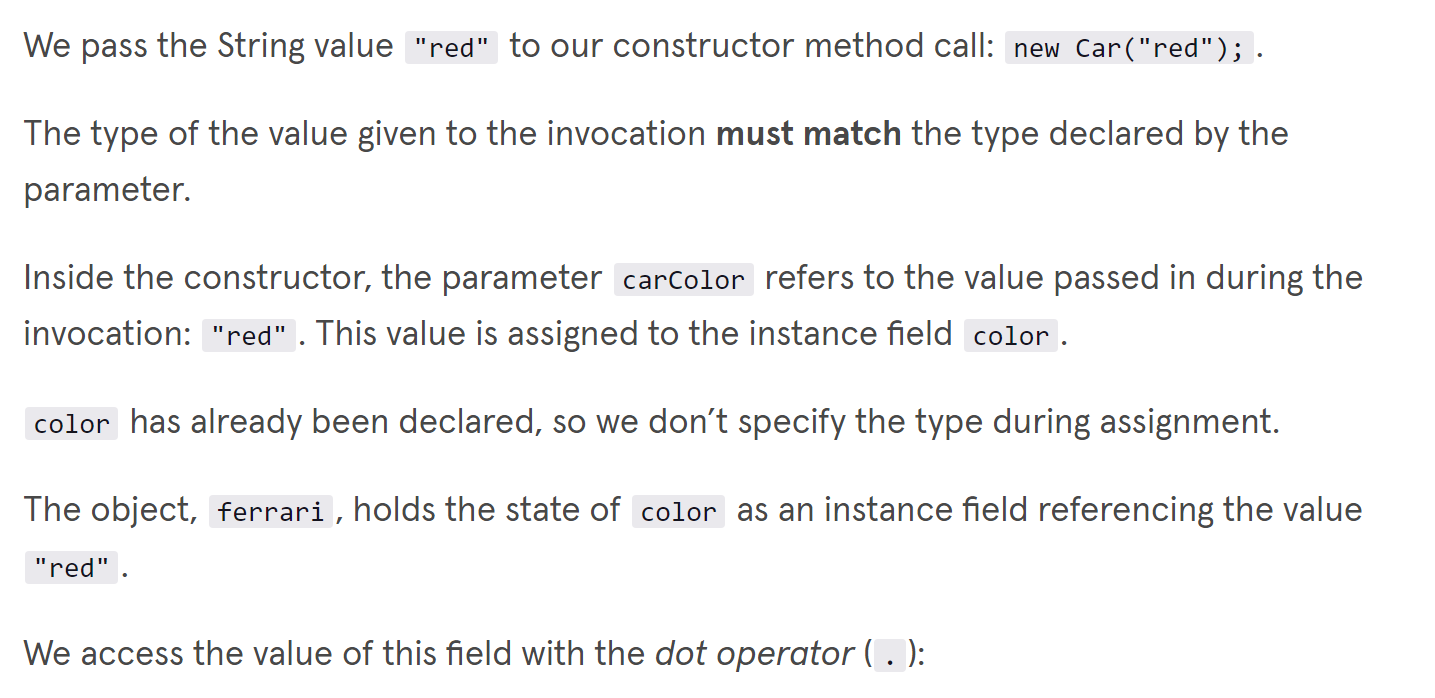 We pass the String value "red" to our constructor method call: new Car("red"); .
The type of the value given to the invocation must match the type declared by the
parameter.
Inside the constructor, the parameter carColor refers to the value passed in during the
invocation: "red" . This value is assigned to the instance field color .
color has already been declared, so we don’t specify the type during assignment.
The object, ferrari , holds the state of color as an instance field referencing the value
"red" .
We access the value of this field with the dot operator ( . ):